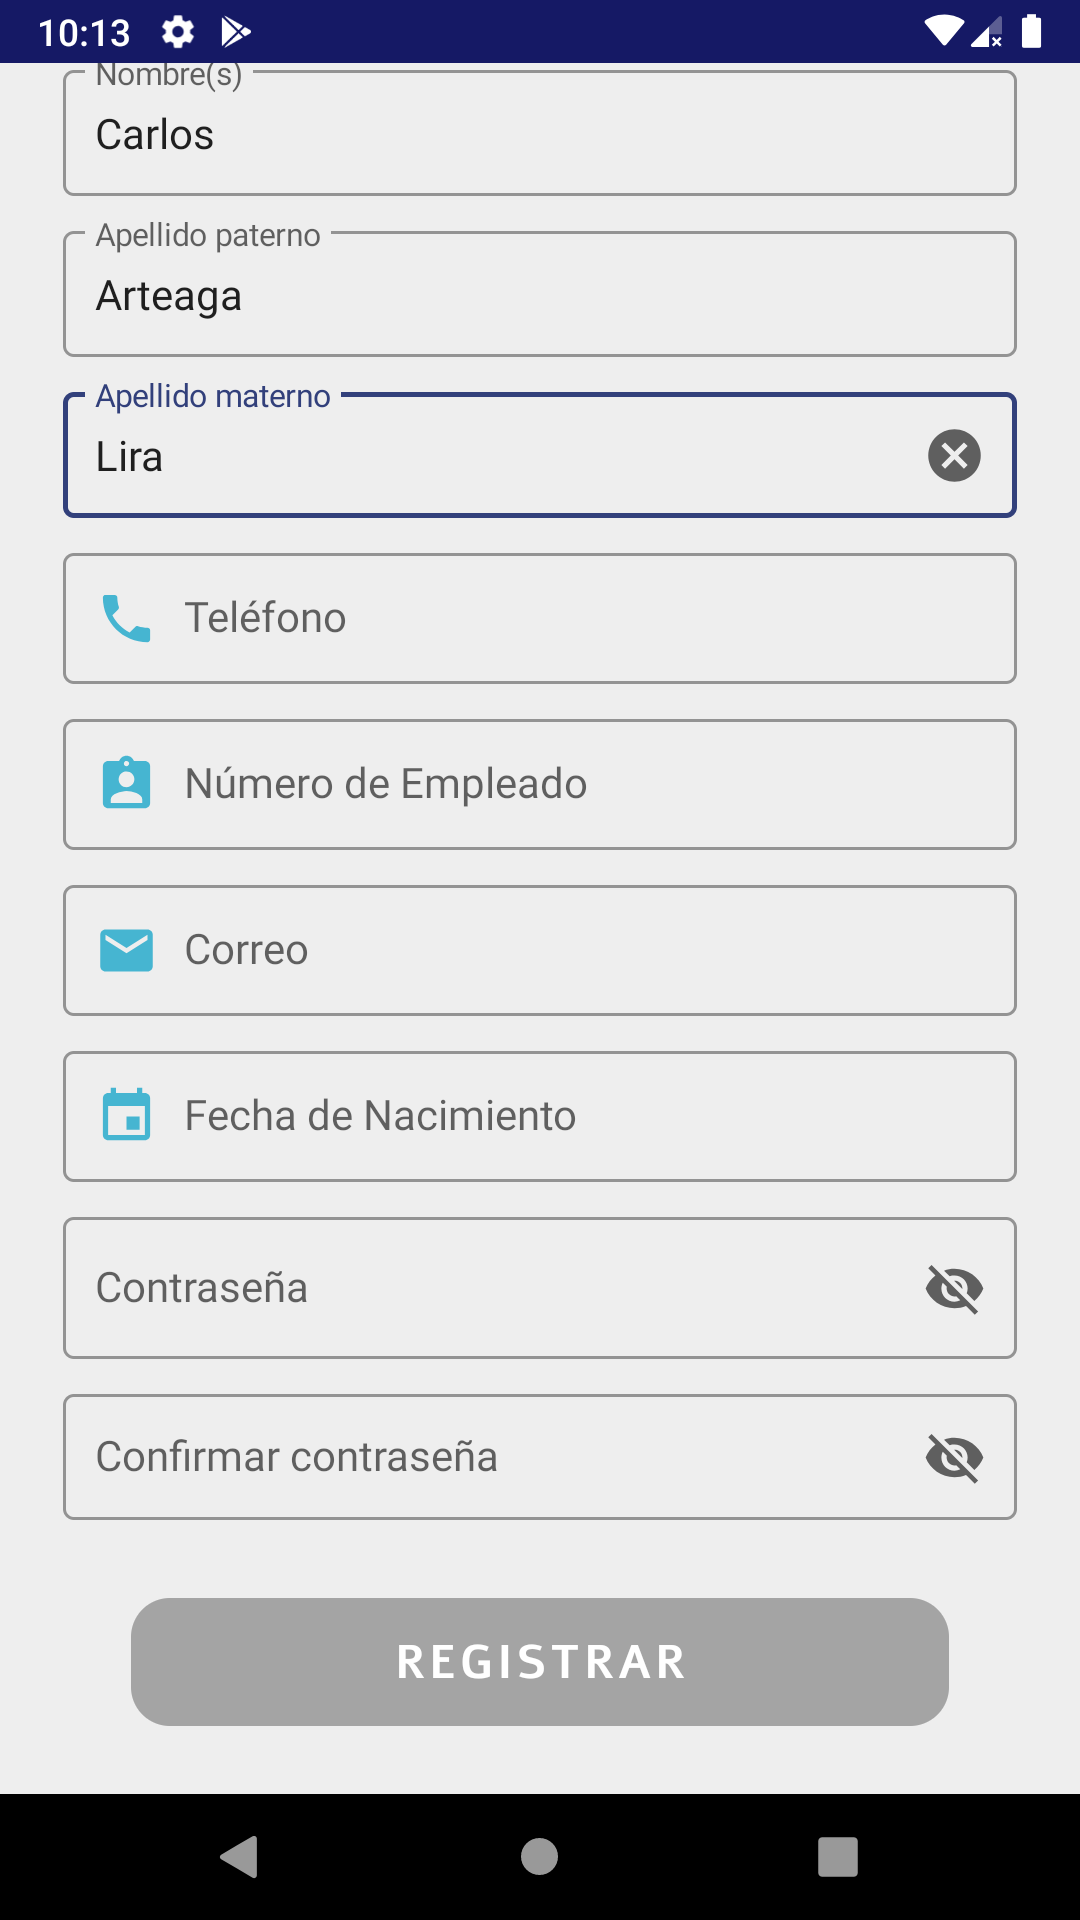 10:13
Nombre(s)
Carlos
Apellido paterno
Arteaga
Apellido materno
Lira
Teléfono
Número de Empleado
Correo
Fecha de Nacimiento
Contraseña
Confirmar contraseña
REGISTRAR